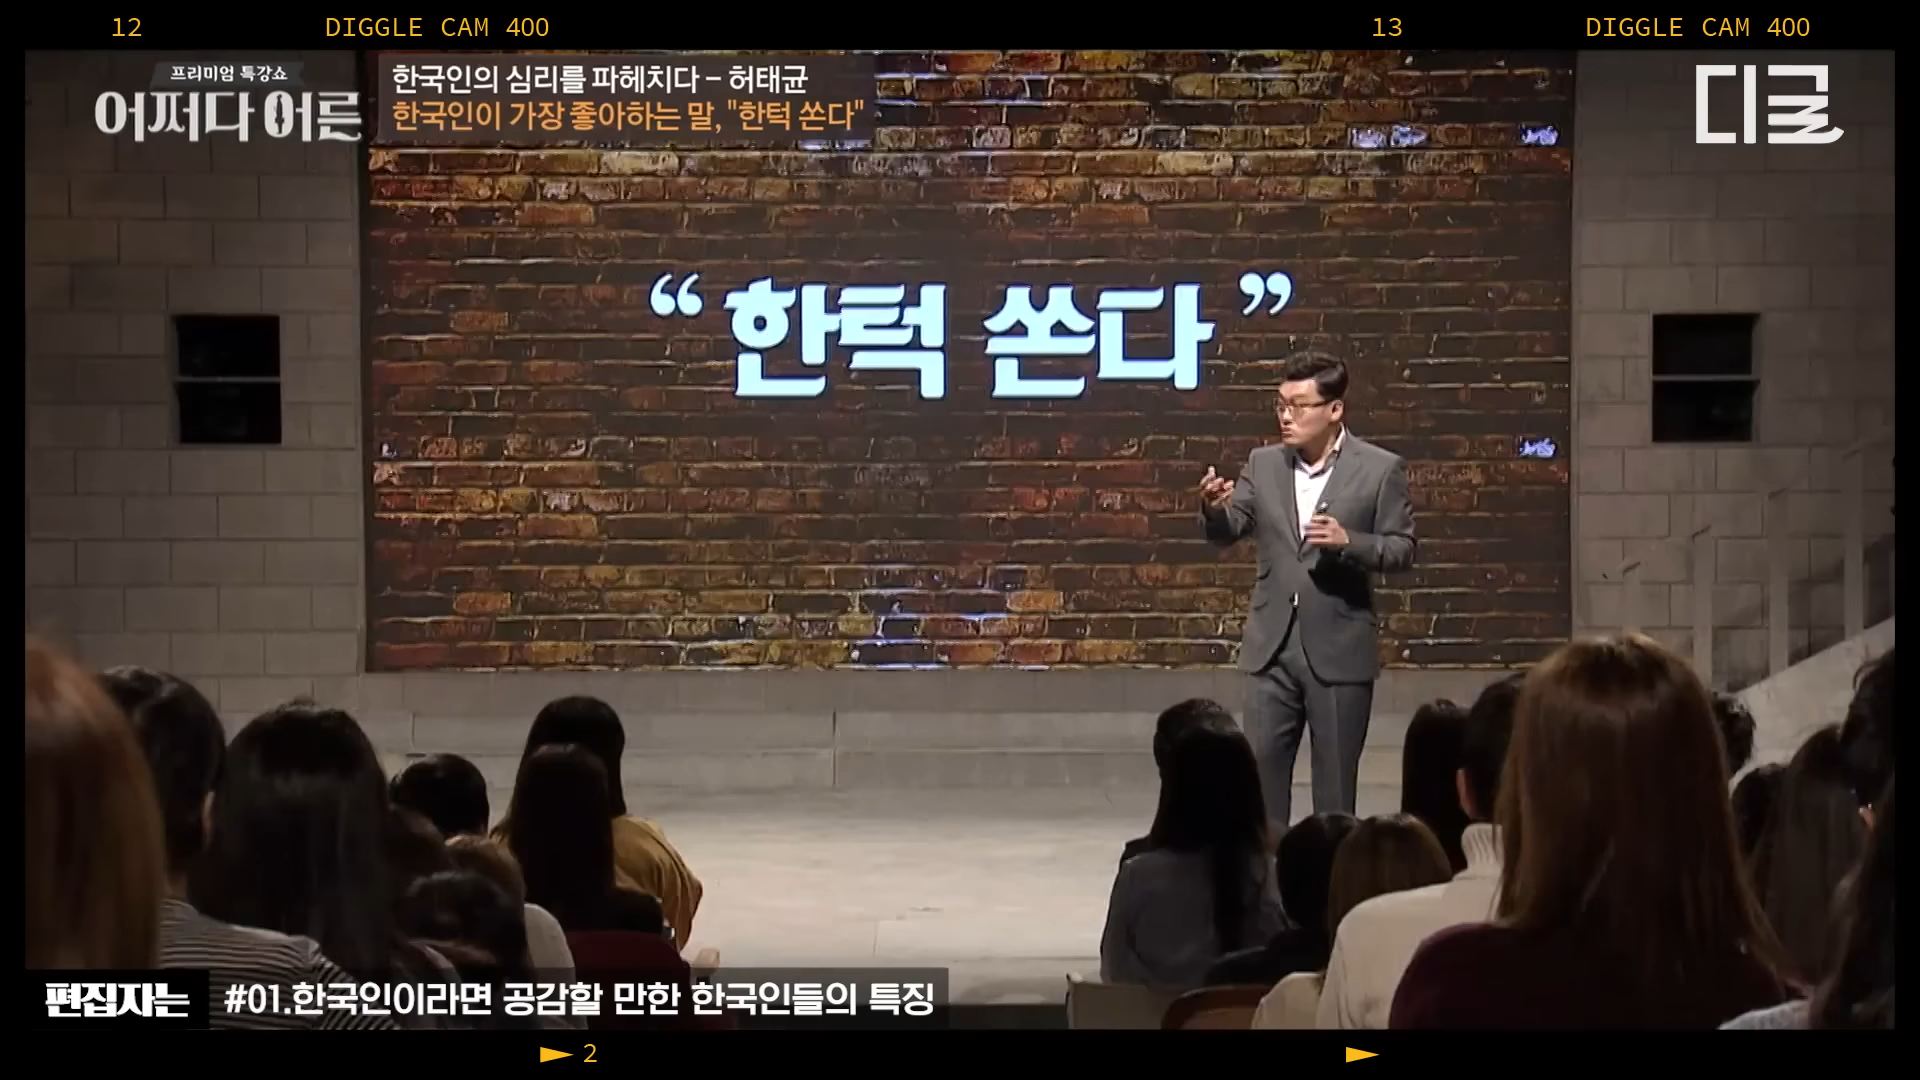 12 DIGGLE CAM 400 13 DIGGLE CAM 400
프리미엄 특강쇼
어쩌다 어른
한국인의 심리를 파헤치다 – 허태균
한국인이 가장 좋아하는 말, "한턱 쏜다"
디글
“한턱 쏜다”
편집자는
#01.한국인이라면 공감할 만한 한국인들의 특징
2